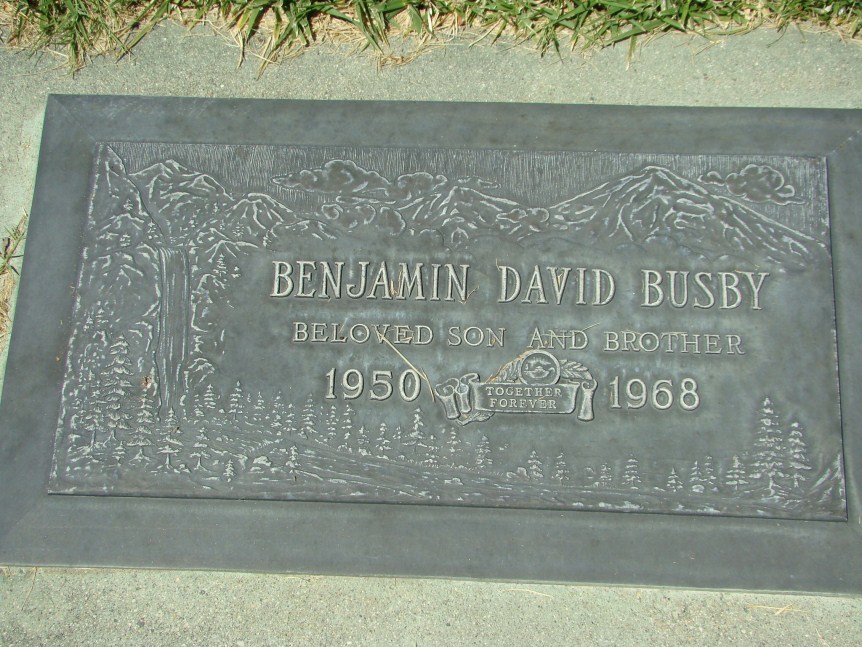 BENJAMIN DAVID BUSBY
BELOVED SON AND BROTHER
1950 TOGETHER FOREVER 1968